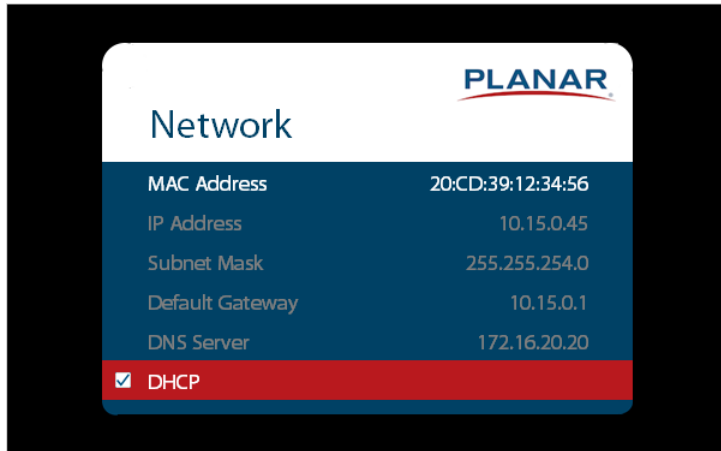 PLANAR
Network
MAC Address 20:CD:39:12:34:56
IP Address 10.15.0.45
Subnet Mask 255.255.254.0
Default Gateway 10.15.0.1
DNS Server 172.16.20.20
DHCP